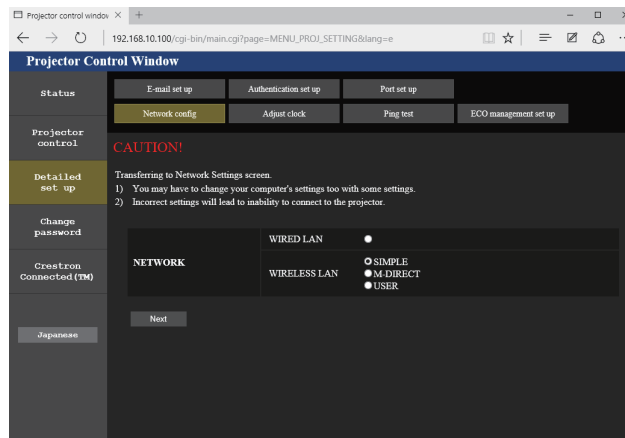 Projector control window
192.168.10.100/cgi-bin/main.cgi?page=MENU_PROJ_SETTING&lang=e
Projector Control Window
Status
Projector
control
Detailed
set up
Change
password
Crestron
Connected(TM)
Japanese
E-mail set up
Authentication set up
Port set up
Network config
Adjust clock
Ping test
ECO management set up
CAUTION!
Transferring to Network Settings screen.
1) You may have to change your computer's settings too with some settings.
2) Incorrect settings will lead to inability to connect to the projector.
NETWORK
WIRED LAN
WIRELESS LAN
SIMPLE
M-DIRECT
USER
Next